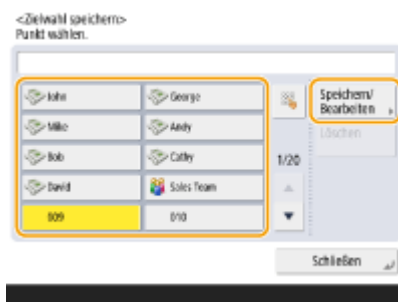 <Zielwahl speichern>
Punkt wählen.
John
George
Speichern/
Bearbeiten
Mike
Andy
Löschen
Bob
Cathy
1/20
David
Sales Team
009
010
Schließen